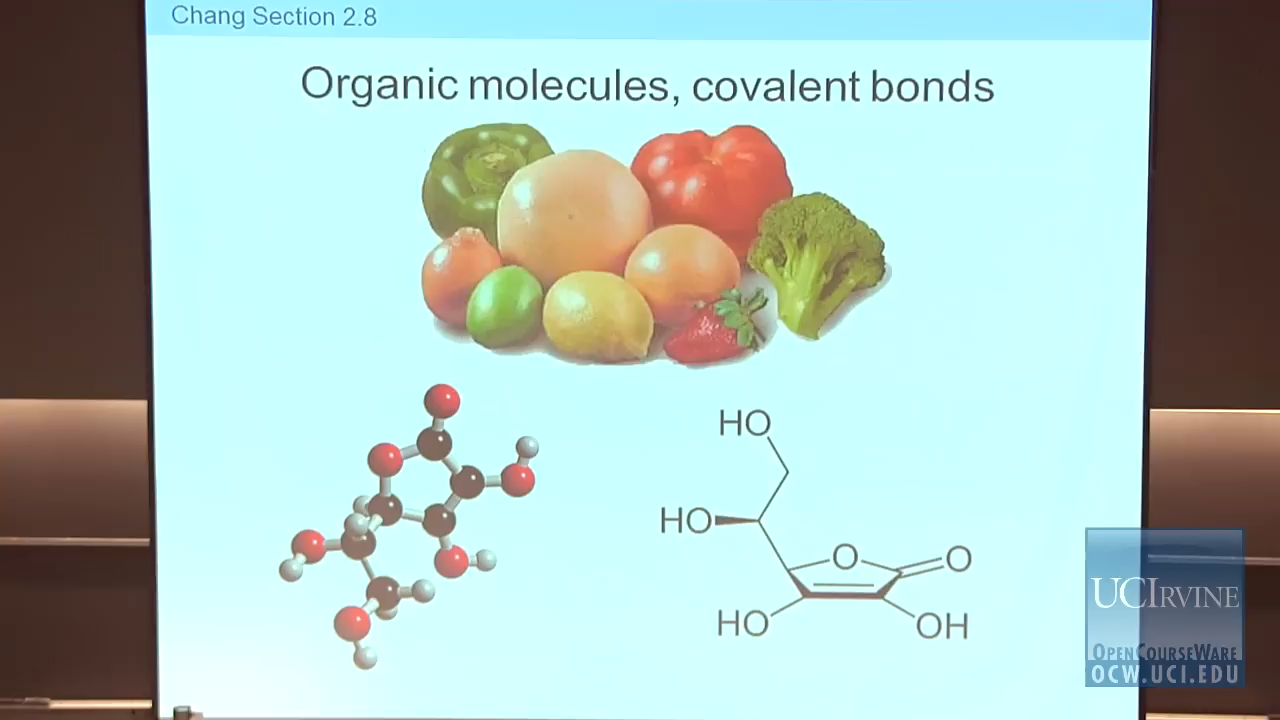 Chang Section 2.8
Organic molecules, covalent bonds
HO
HO
O
O
HO
OH
UCIRVINE
OPENCOURSEWARE
OCW.UCI.EDU